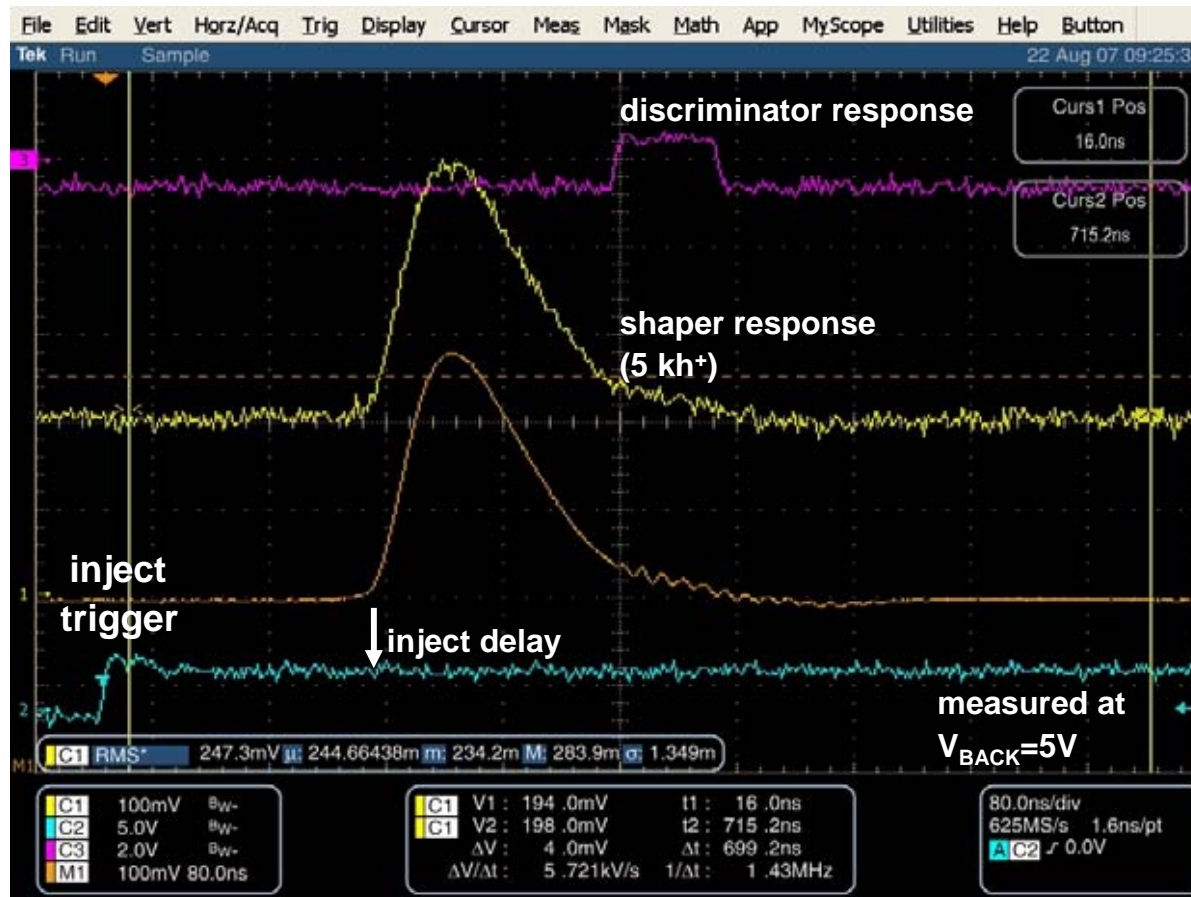 File Edit Vert Horz/Acq Trig Display Cursor Meas Mask Math App MyScope Utilities Help Button
Tek Run Sample 22 Aug 07 09:25:3
discriminator response
Curs1 Pos
16.0ns
3
Curs2 Pos
715.2ns
shaper response
(5 kh⁺)
inject
trigger
1
inject delay
2
measured at
V_BACK=5V
M1
C1 RMS* 247.3mV µ: 244.66438m m: 234.2m M: 283.9m σ: 1.349m
C1 100mV BW-
C2 5.0V BW-
C3 2.0V BW-
M1 100mV 80.0ns
C1 V1 : 194 .0mV t1 : 16 .0ns
C1 V2 : 198 .0mV t2 : 715 .2ns
ΔV : 4 .0mV Δt : 699 .2ns
ΔV/Δt : 5 .721kV/s 1/Δt : 1 .43MHz
80.0ns/div
625MS/s 1.6ns/pt
A C2 0.0V